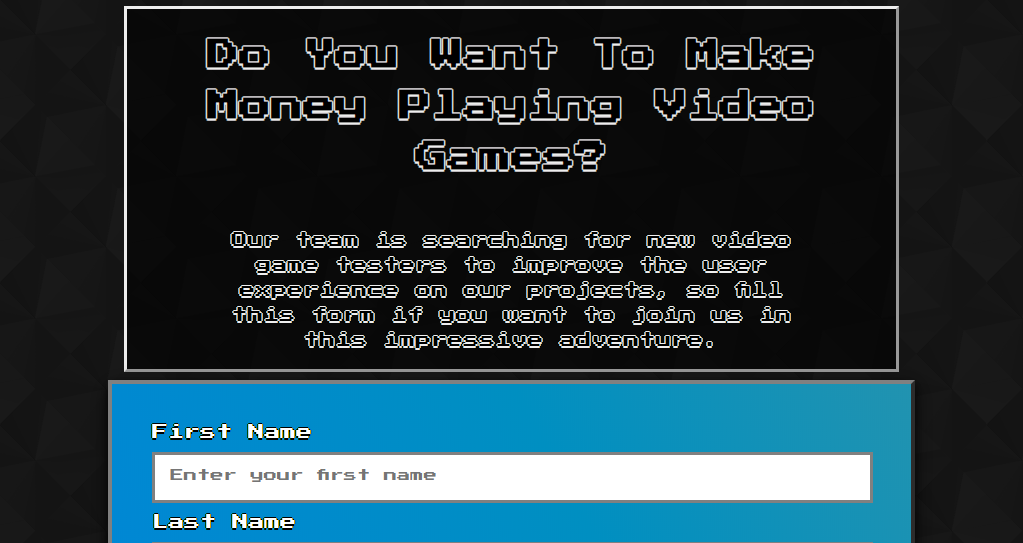 Do You Want To Make
Money Playing Video
Games?
Our team is searching for new video
game testers to improve the user
experience on our projects, so fill
this form if you want to join us in
this impressive adventure.
First Name
Enter your first name
Last Name